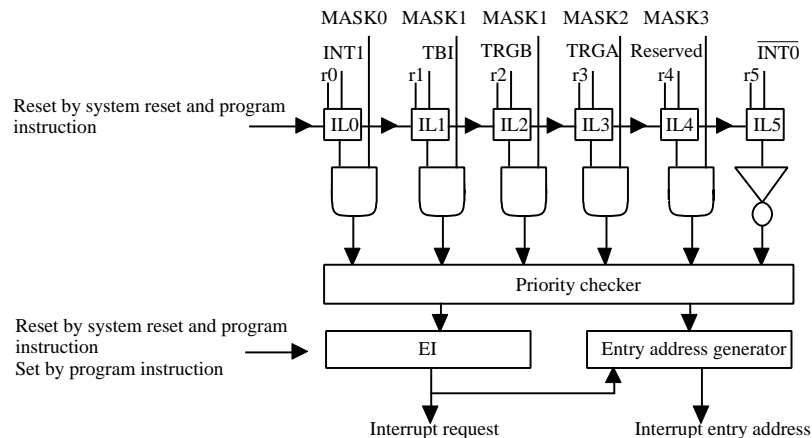 MASK0 MASK1 MASK1 MASK2 MASK3
INT1 TBI TRGB TRGA Reserved INT0
r0 r1 r2 r3 r4 r5
Reset by system reset and program
instruction
IL0 IL1 IL2 IL3 IL4 IL5
Priority checker
Reset by system reset and program
instruction
Set by program instruction
EI Entry address generator
Interrupt request Interrupt entry address